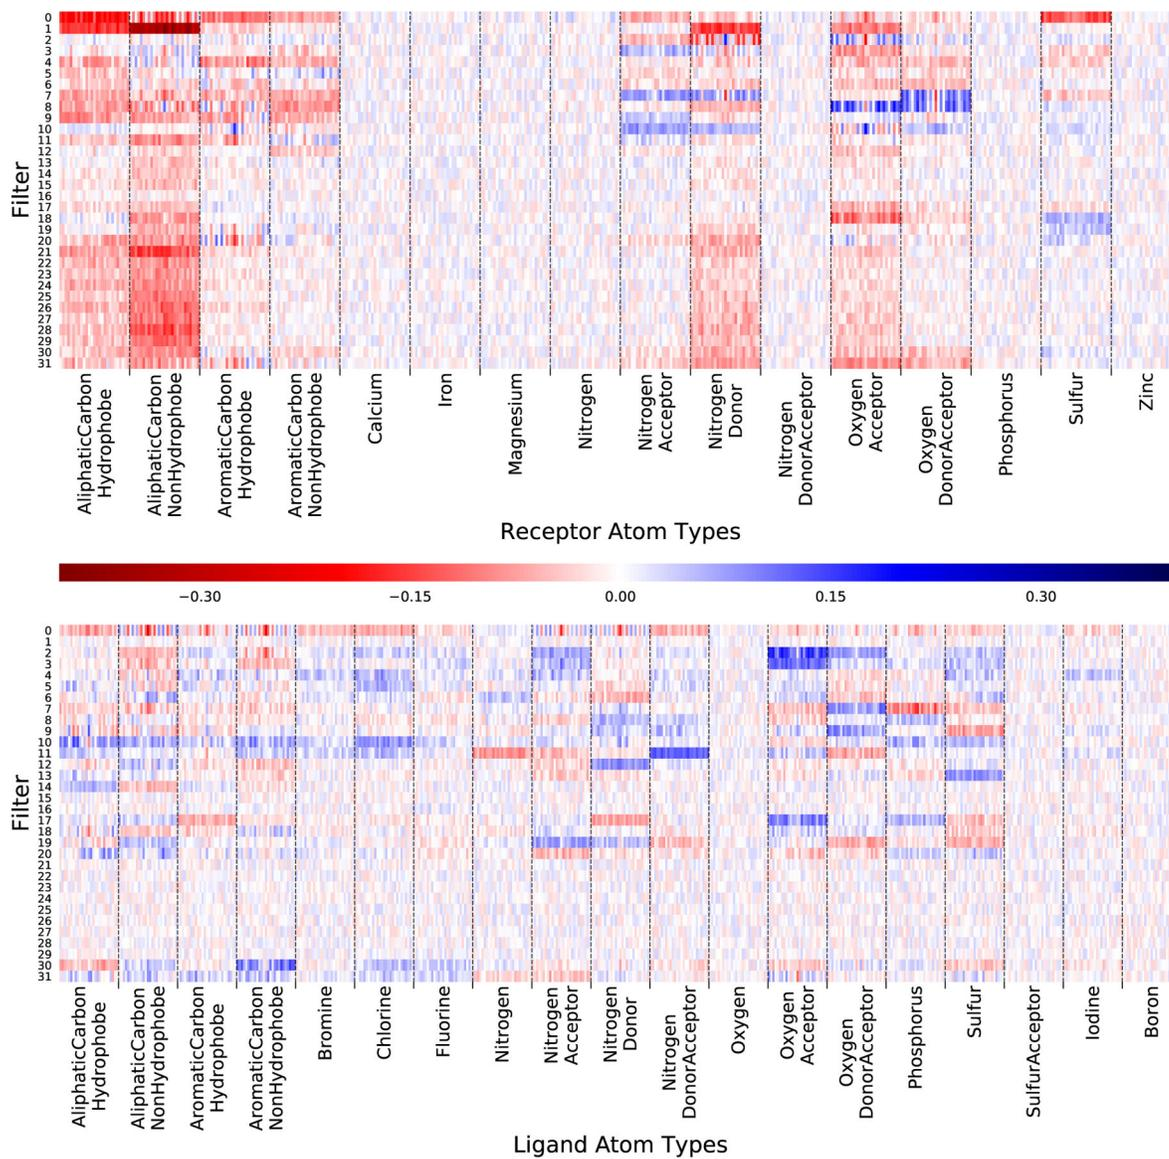 Filter
0
1
2
3
4
5
6
7
8
9
10
11
12
13
14
15
16
17
18
19
20
21
22
23
24
25
26
27
28
29
30
31
AliphaticCarbon
Hydrophobe
AliphaticCarbon
NonHydrophobe
AromaticCarbon
Hydrophobe
AromaticCarbon
NonHydrophobe
Calcium
Iron
Magnesium
Nitrogen
Nitrogen
Acceptor
Nitrogen
Donor
Nitrogen
DonorAcceptor
Oxygen
Acceptor
Oxygen
DonorAcceptor
Phosphorus
Sulfur
Zinc
Receptor Atom Types
−0.30 −0.15 0.00 0.15 0.30
Filter
0
1
2
3
4
5
6
7
8
9
10
11
12
13
14
15
16
17
18
19
20
21
22
23
24
25
26
27
28
29
30
31
AliphaticCarbon
Hydrophobe
AliphaticCarbon
NonHydrophobe
AromaticCarbon
Hydrophobe
AromaticCarbon
NonHydrophobe
Bromine
Chlorine
Fluorine
Nitrogen
Nitrogen
Acceptor
Nitrogen
Donor
Nitrogen
DonorAcceptor
Oxygen
Oxygen
Acceptor
Oxygen
DonorAcceptor
Phosphorus
Sulfur
SulfurAcceptor
Iodine
Boron
Ligand Atom Types